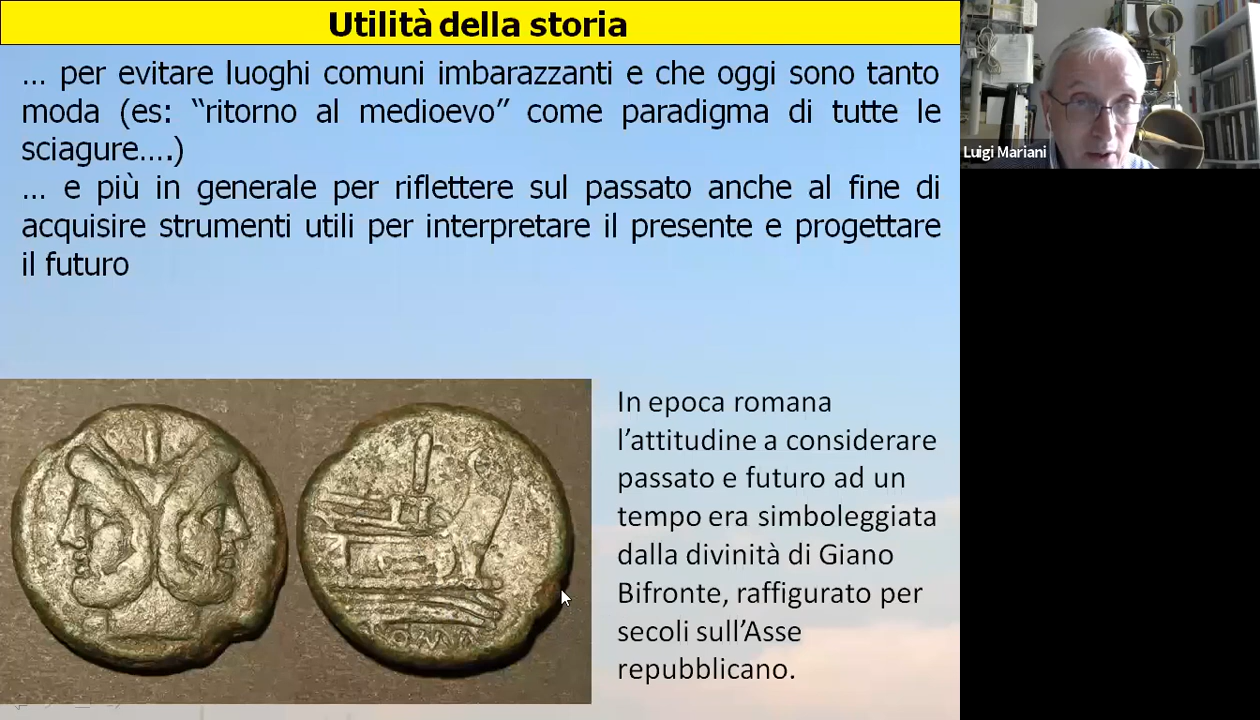 Utilità della storia
… per evitare luoghi comuni imbarazzanti e che oggi sono tanto
moda (es: “ritorno al medioevo” come paradigma di tutte le
sciagure….)
… e più in generale per riflettere sul passato anche al fine di
acquisire strumenti utili per interpretare il presente e progettare
il futuro
Luigi Mariani
In epoca romana
l’attitudine a considerare
passato e futuro ad un
tempo era simboleggiata
dalla divinità di Giano
Bifronte, raffigurato per
secoli sull’Asse
repubblicano.
ROMA